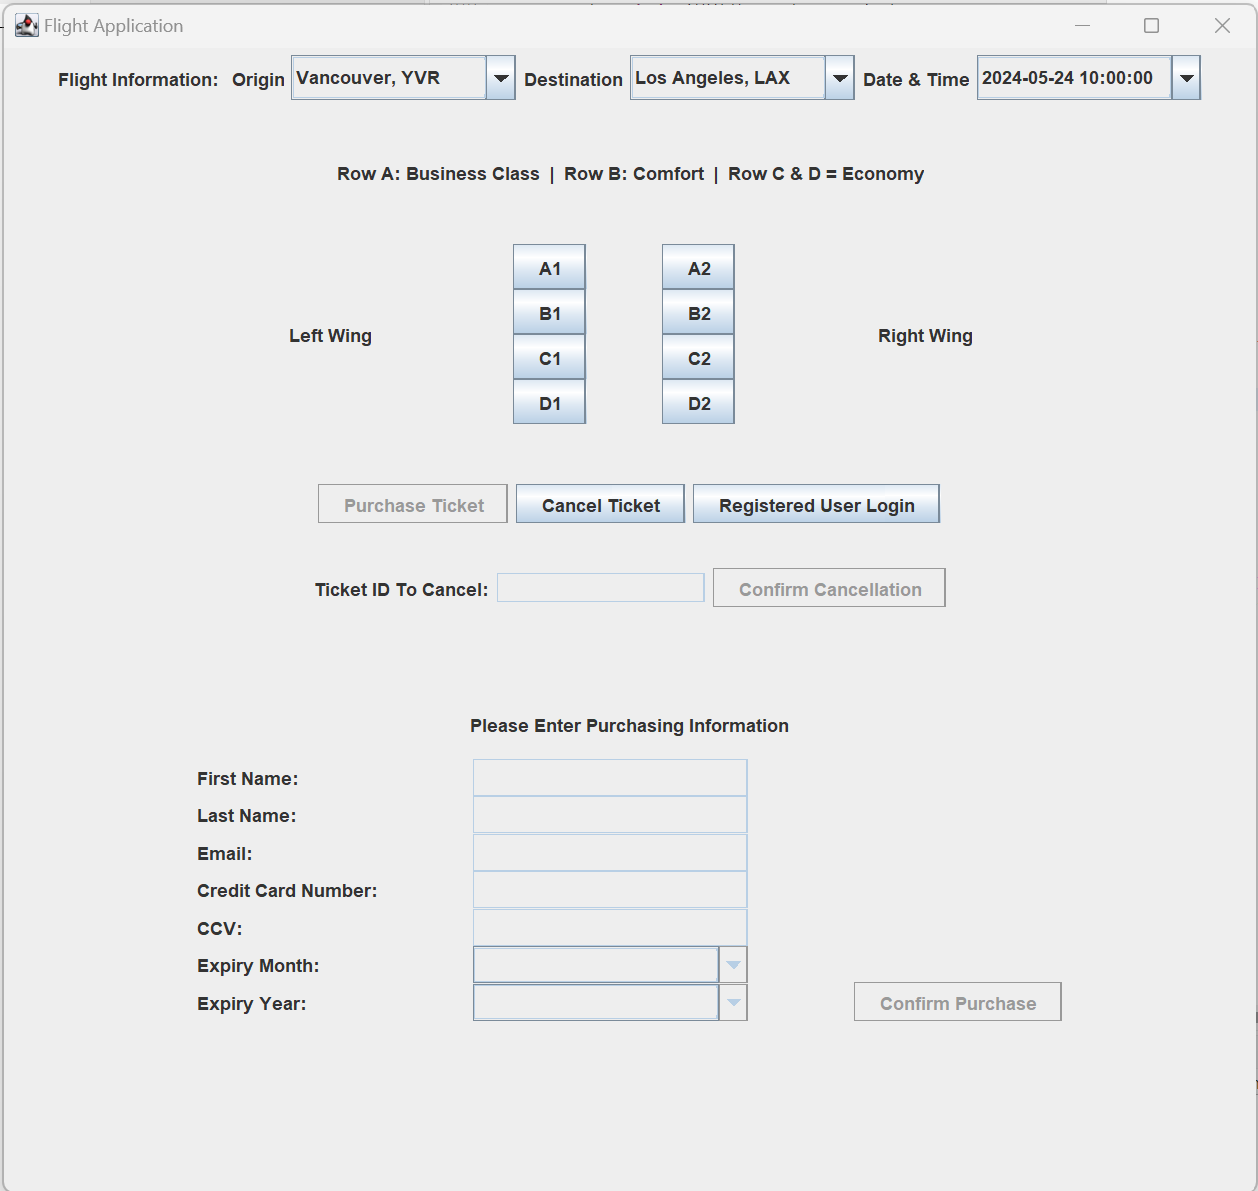 Flight Application
Flight Information: Origin Vancouver, YVR Destination Los Angeles, LAX Date & Time 2024-05-24 10:00:00
Row A: Business Class | Row B: Comfort | Row C & D = Economy
A1 A2
B1 B2
Left Wing Right Wing
C1 C2
D1 D2
Purchase Ticket Cancel Ticket Registered User Login
Ticket ID To Cancel: Confirm Cancellation
Please Enter Purchasing Information
First Name:
Last Name:
Email:
Credit Card Number:
CCV:
Expiry Month:
Expiry Year: Confirm Purchase